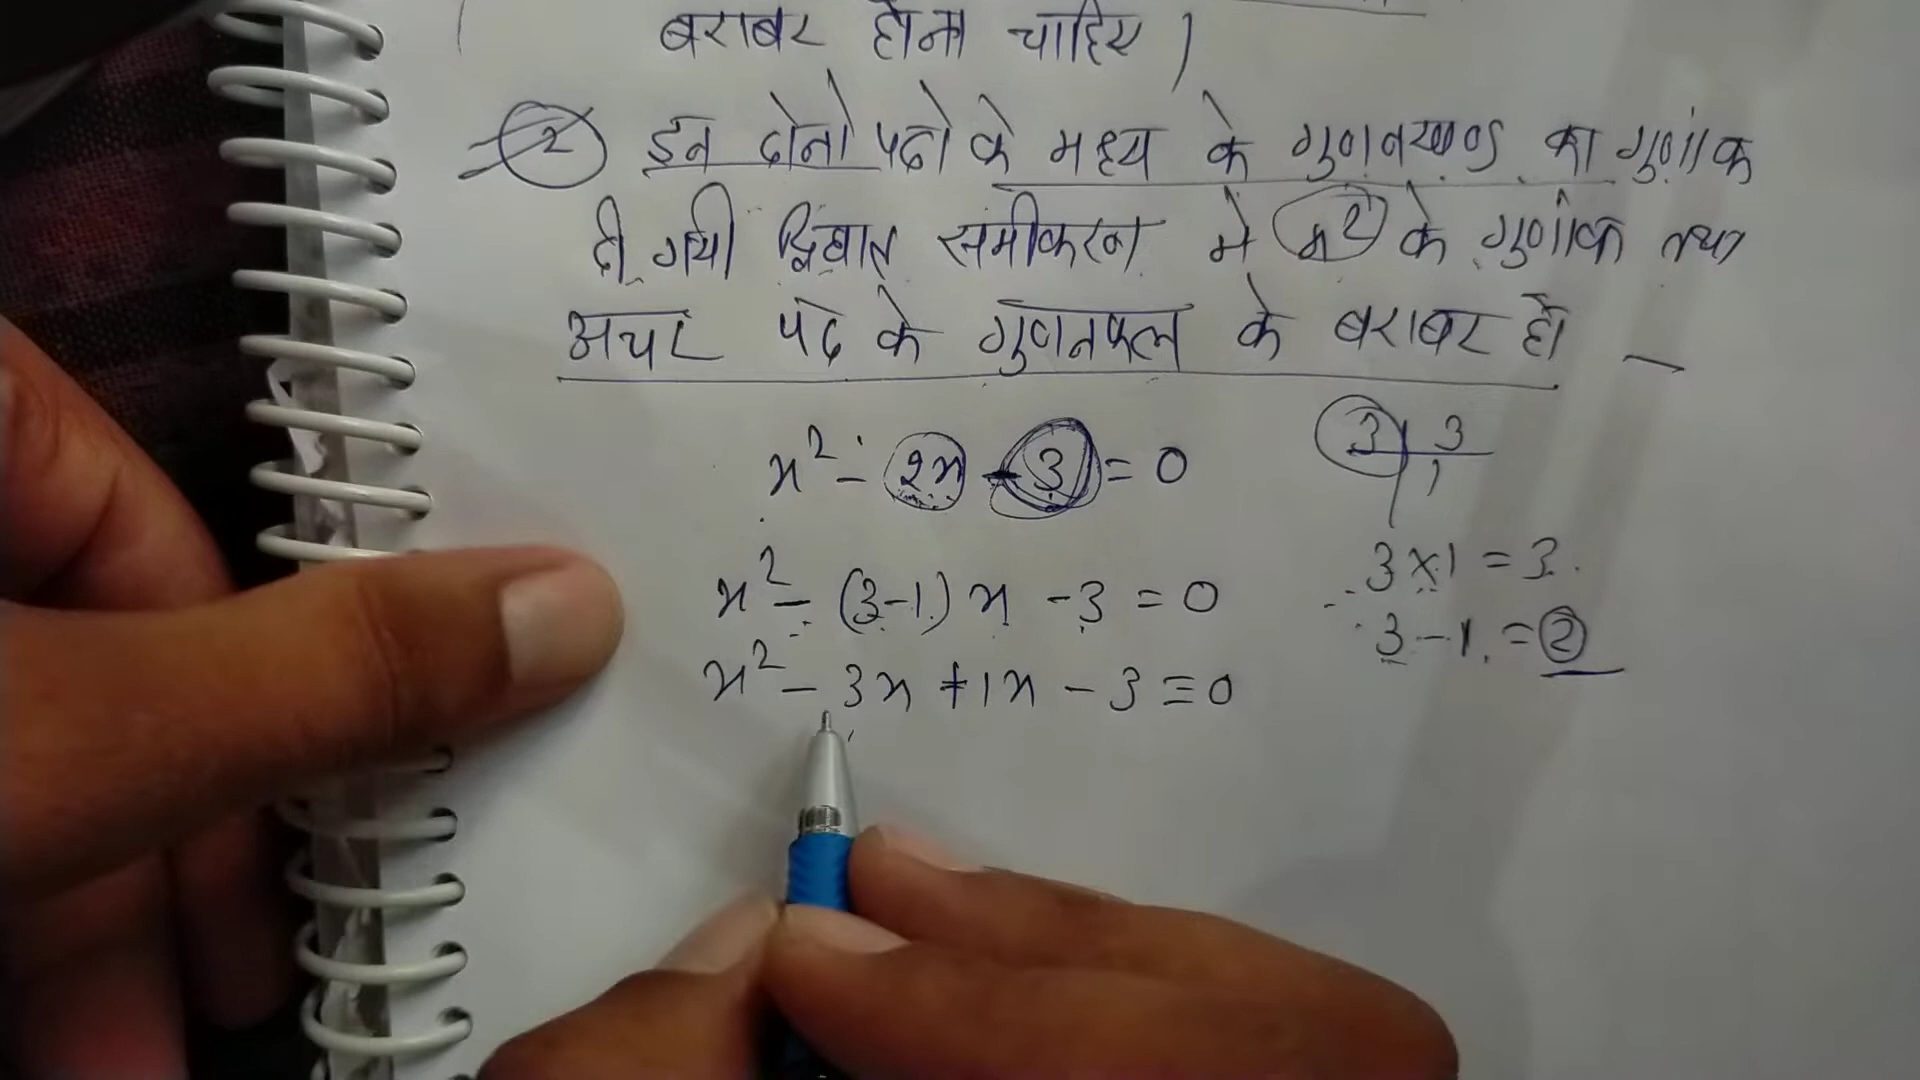 बराबर होना चाहिए।
② इन दोनो पदो के मध्य के गुणनखण्ड का गुणांक
दी गयी द्विघात समीकरण में x² के गुणांक तथा
अचर पद के गुणनफल के बराबर हो —
x² - 2x - 3 = 0
3 | 3
1
x² - (3-1)x - 3 = 0
3×1 = 3
3-1 = 2
x² - 3x + 1x - 3 = 0